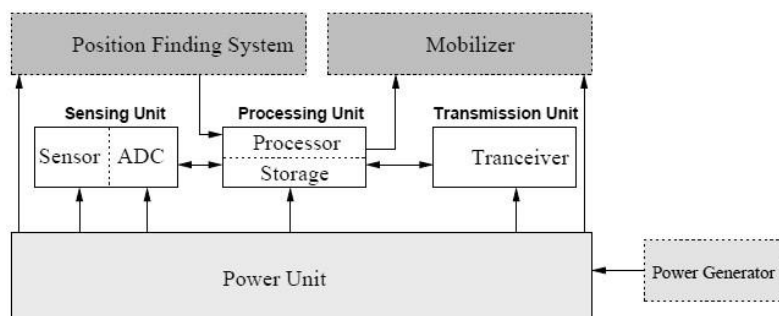 Position Finding System
Mobilizer
Sensing Unit
Processing Unit
Transmission Unit
Sensor
ADC
Processor
Storage
Tranceiver
Power Unit
Power Generator